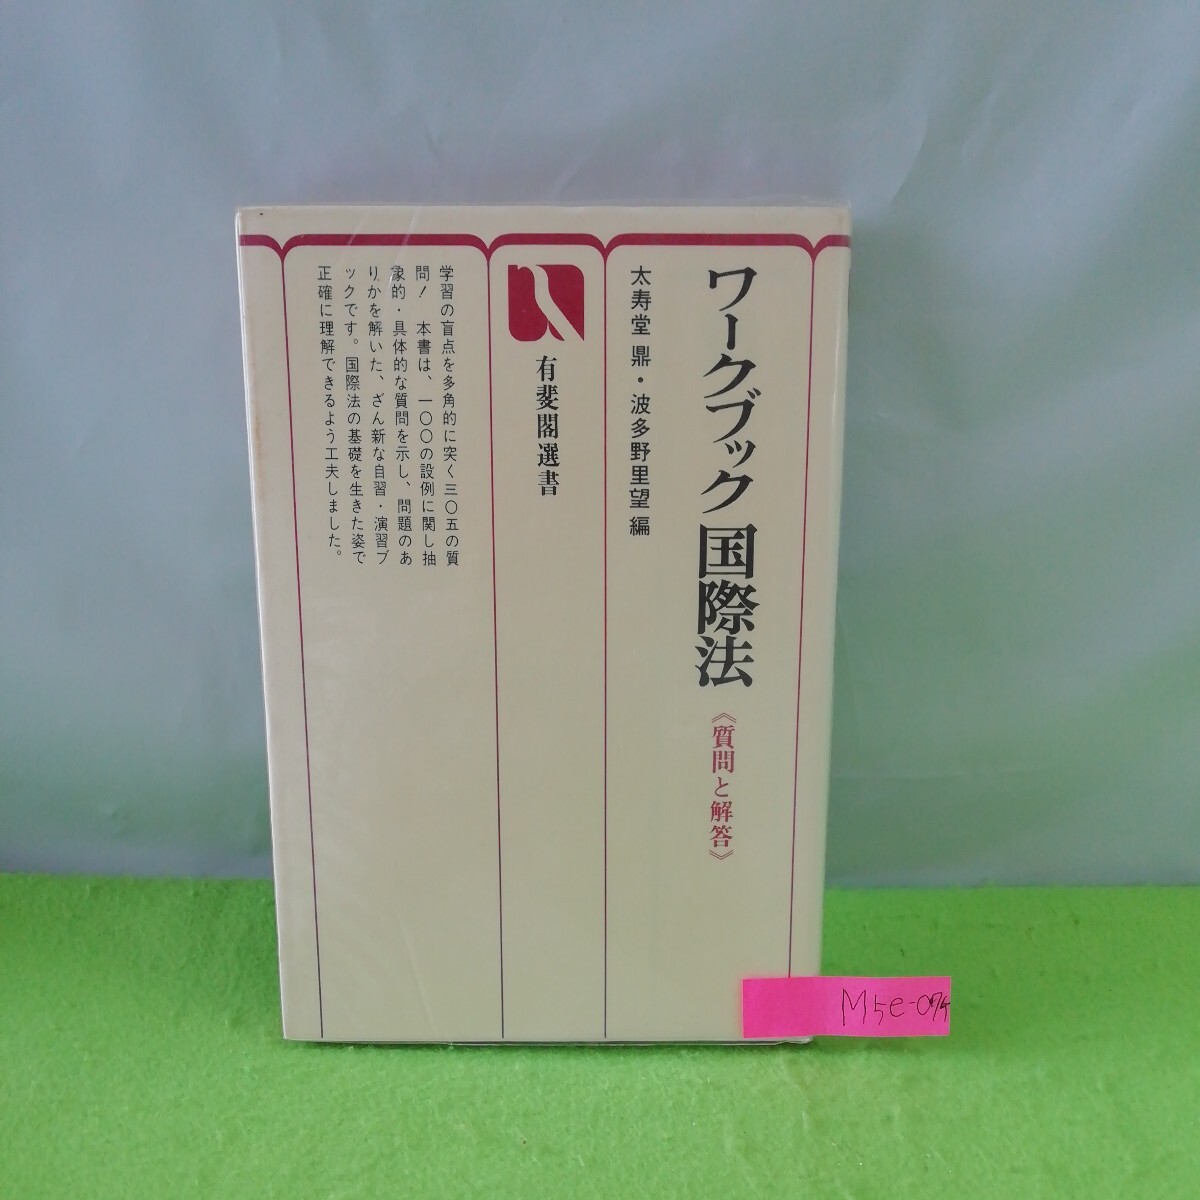 ワークブック 国際法
《質問と解答》
太寿堂 鼎・波多野里望 編
有斐閣選書
学習の盲点を多角的に突く三〇五の質
問! 本書は、一〇〇の設例に関し抽
象的・具体的な質問を示し、問題のあ
りかを解いた、ざん新な自習・演習ブ
ックです。国際法の基礎を生きた姿で
正確に理解できるよう工夫しました。
M5e-075